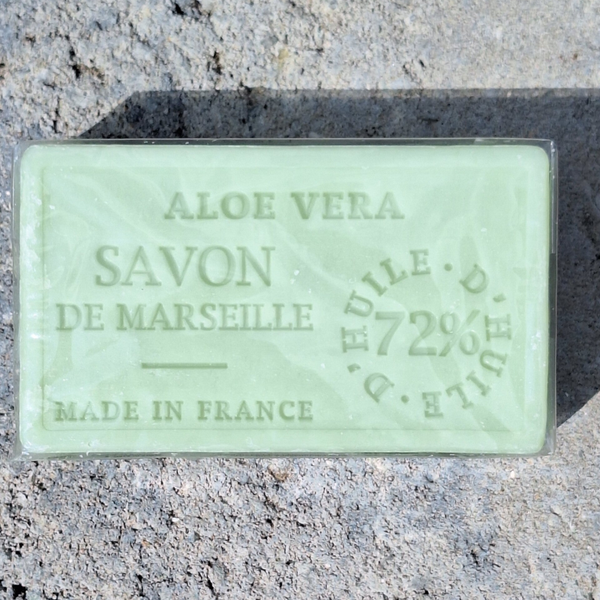 ALOE VERA
SAVON
DE MARSEILLE
MADE IN FRANCE
D'HUILE · D'HUILE ·
72%